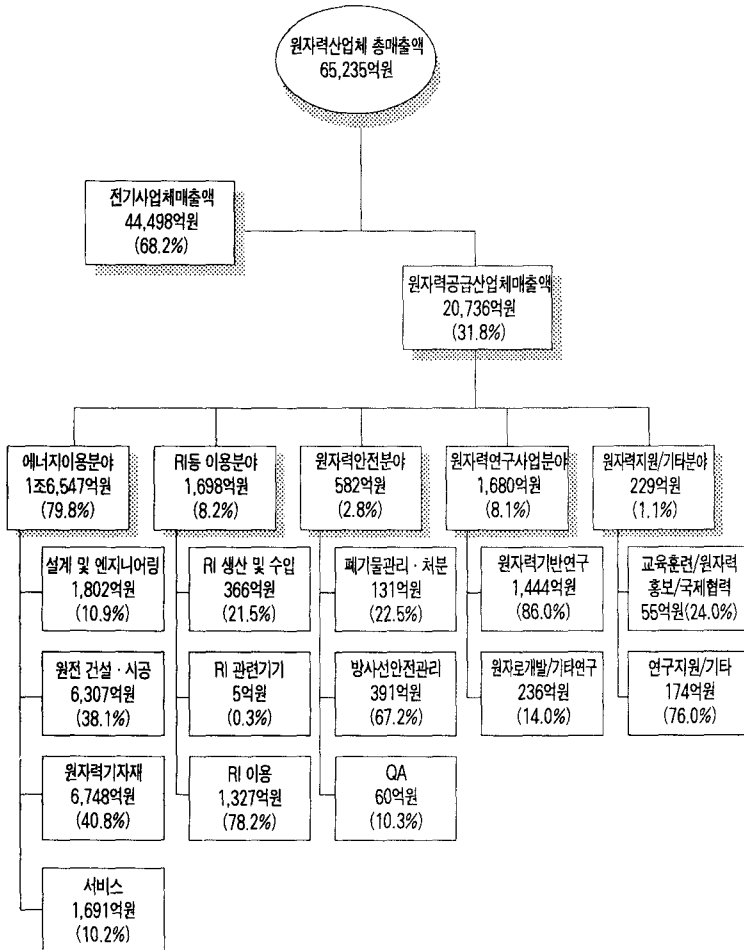 원자력산업체 총매출액
65,235억원
전기사업체매출액
44,498억원
(68.2%)
원자력공급산업체매출액
20,736억원
(31.8%)
에너지이용분야
1조6,547억원
(79.8%)
RI등 이용분야
1,698억원
(8.2%)
원자력안전분야
582억원
(2.8%)
원자력연구사업분야
1,680억원
(8.1%)
원자력지원/기타분야
229억원
(1.1%)
설계 및 엔지니어링
1,802억원
(10.9%)
RI 생산 및 수입
366억원
(21.5%)
폐기물관리·처분
131억원
(22.5%)
원자력기반연구
1,444억원
(86.0%)
교육훈련/원자력
홍보/국제협력
55억원(24.0%)
원전 건설·시공
6,307억원
(38.1%)
RI 관련기기
5억원
(0.3%)
방사선안전관리
391억원
(67.2%)
원자로개발/기타연구
236억원
(14.0%)
연구지원/기타
174억원
(76.0%)
원자력기자재
6,748억원
(40.8%)
RI 이용
1,327억원
(78.2%)
QA
60억원
(10.3%)
서비스
1,691억원
(10.2%)